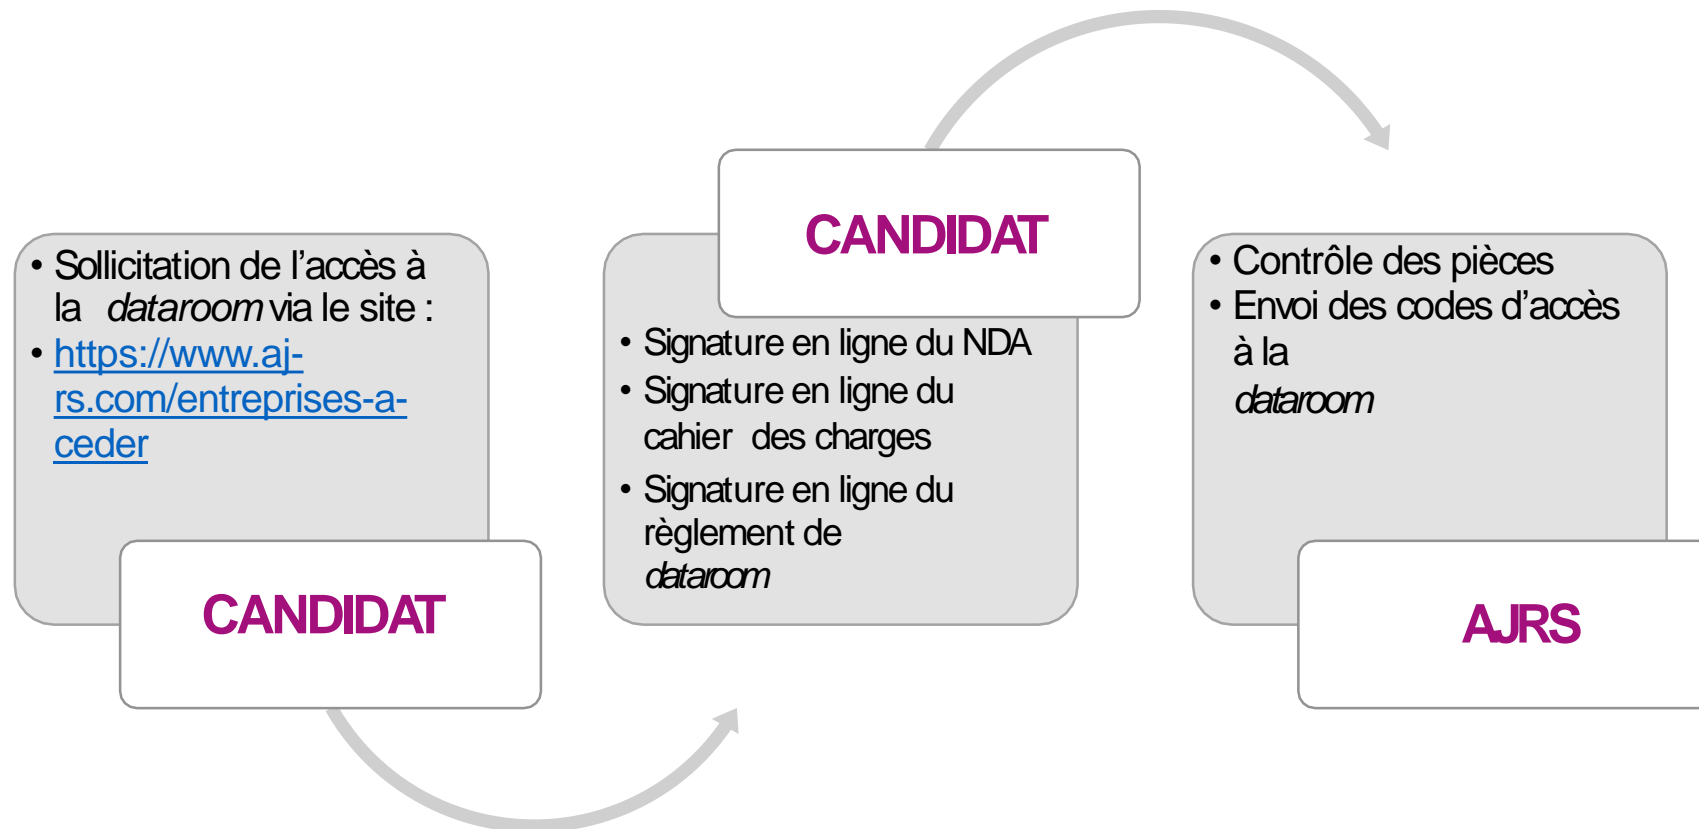 • Sollicitation de l’accès à
la dataroom via le site :
• https://www.aj-
rs.com/entreprises-a-
ceder
CANDIDAT
CANDIDAT
• Signature en ligne du NDA
• Signature en ligne du
cahier des charges
• Signature en ligne du
règlement de
dataroom
• Contrôle des pièces
• Envoi des codes d’accès
à la
dataroom
AJRS